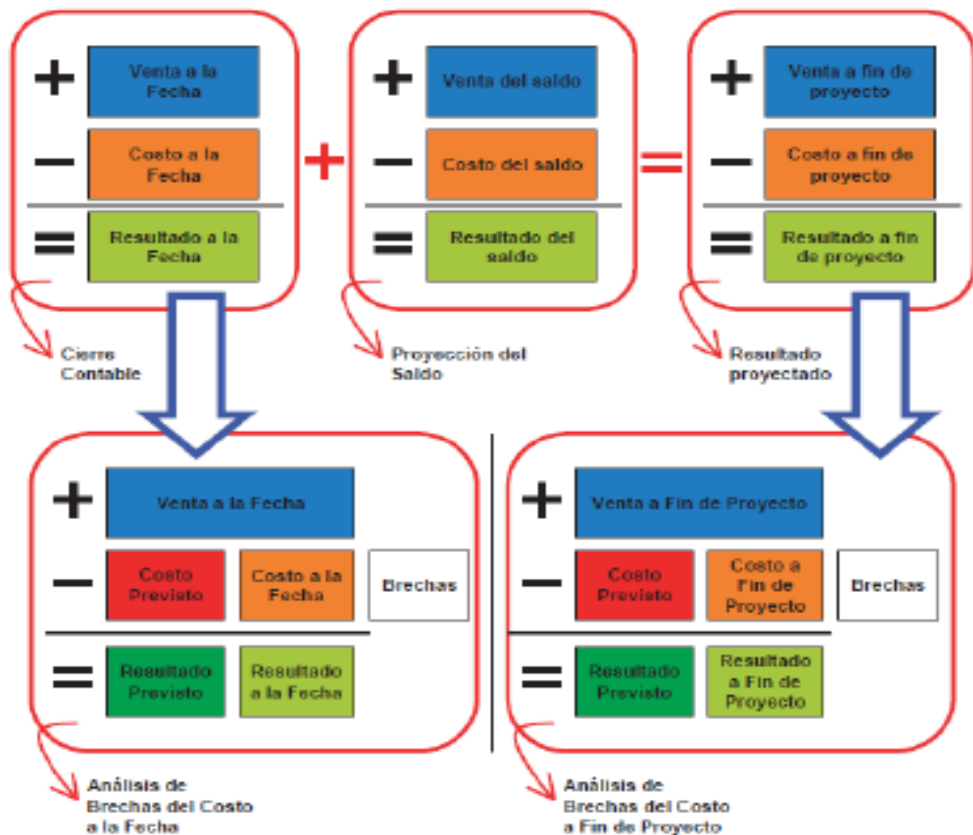 + Venta a la
Fecha
− Costo a la
Fecha
= Resultado a la
Fecha
Cierre
Contable
+
+ Venta del saldo
− Costo del saldo
= Resultado del
saldo
Proyección del
Saldo
=
+ Venta a fin de
proyecto
− Costo a fin de
proyecto
= Resultado a fin
de proyecto
Resultado
proyectado
+ Venta a la Fecha
− Costo
Previsto
Costo a la
Fecha
Brechas
= Resultado
Previsto
Resultado
a la Fecha
Análisis de
Brechas del Costo
a la Fecha
+ Venta a Fin de Proyecto
− Costo
Previsto
Costo a
Fin de
Proyecto
Brechas
= Resultado
Previsto
Resultado
a Fin de
Proyecto
Análisis de
Brechas del Costo
a Fin de Proyecto